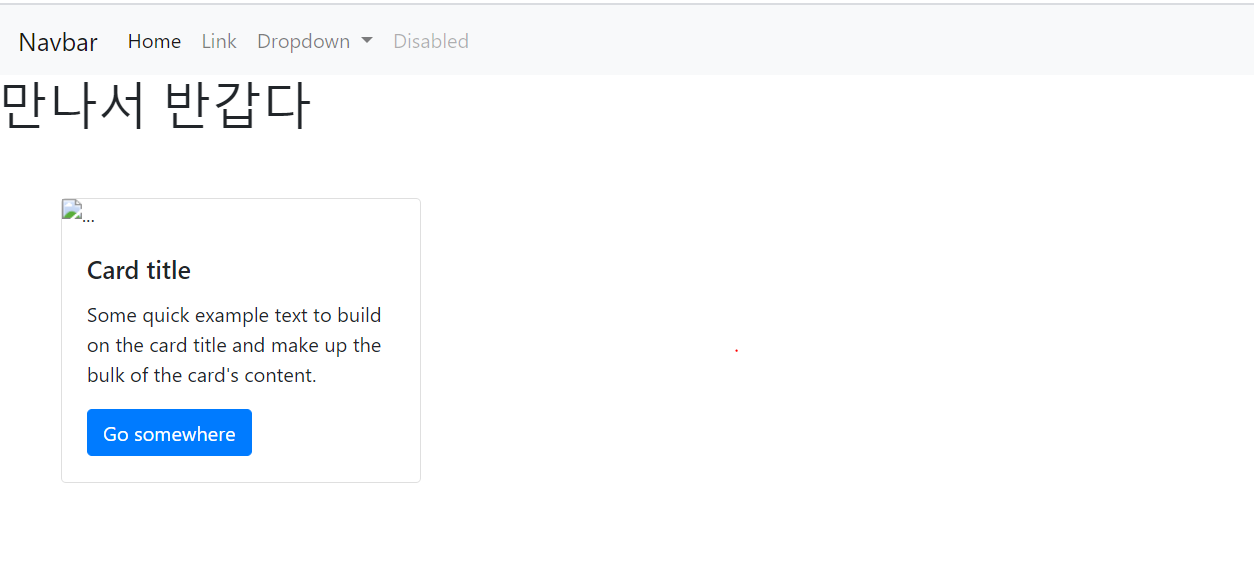 Navbar Home Link Dropdown Disabled
만나서 반갑다
...
Card title
Some quick example text to build
on the card title and make up the
bulk of the card's content.
Go somewhere